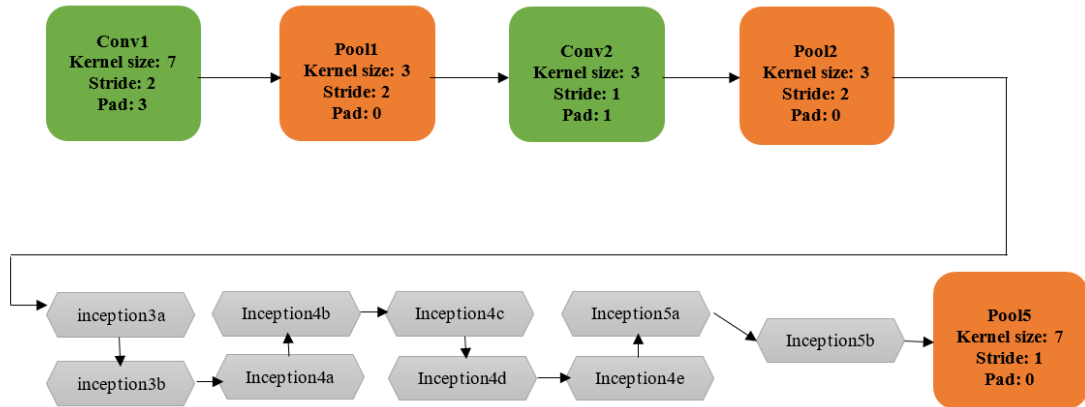 Conv1
Kernel size: 7
Stride: 2
Pad: 3
Pool1
Kernel size: 3
Stride: 2
Pad: 0
Conv2
Kernel size: 3
Stride: 1
Pad: 1
Pool2
Kernel size: 3
Stride: 2
Pad: 0
inception3a
inception3b
Inception4a
Inception4b
Inception4c
Inception4d
Inception4e
Inception5a
Inception5b
Pool5
Kernel size: 7
Stride: 1
Pad: 0